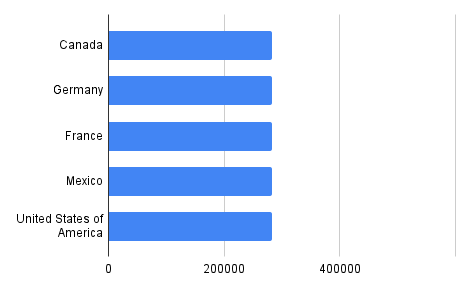 Canada
Germany
France
Mexico
United States of
America
0
200000
400000